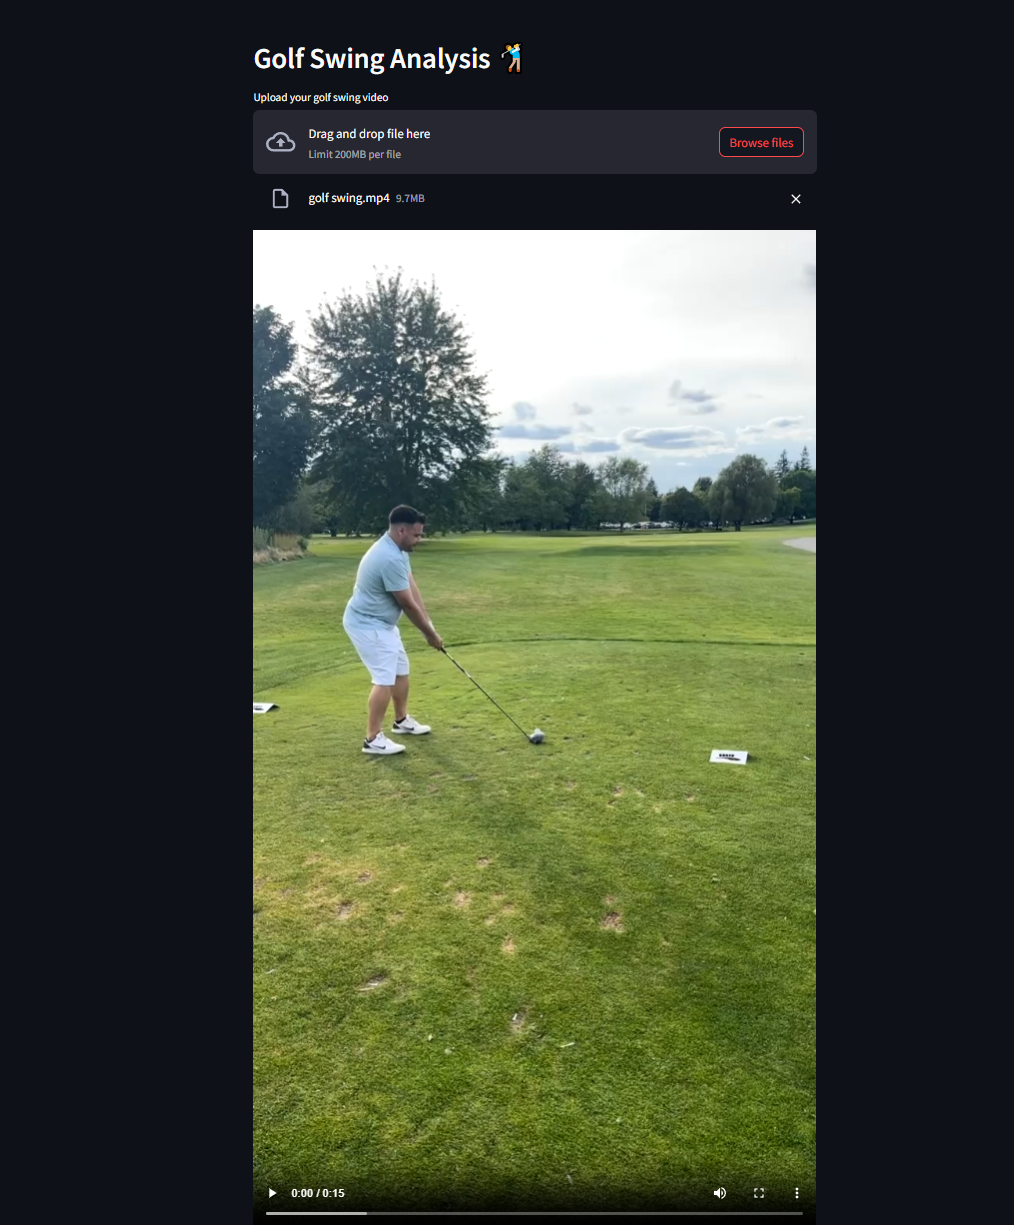 Golf Swing Analysis
Upload your golf swing video
Drag and drop file here
Limit 200MB per file
Browse files
golf swing.mp4 9.7MB
0:00 / 0:15